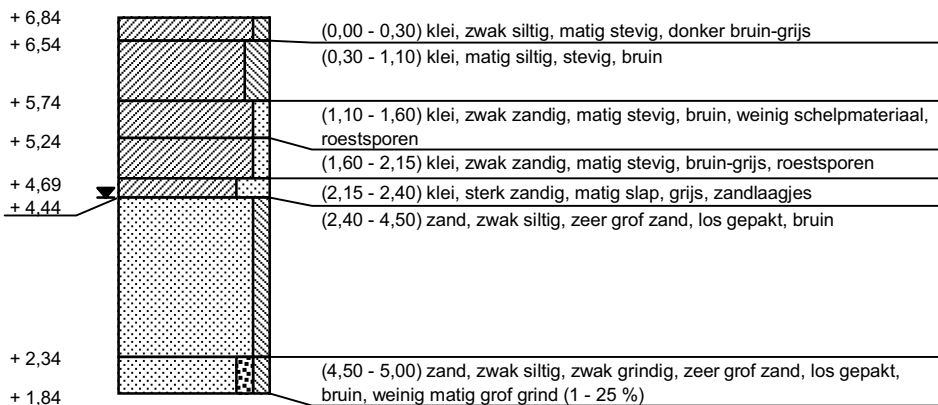 + 6,84
(0,00 - 0,30) klei, zwak siltig, matig stevig, donker bruin-grijs
+ 6,54
(0,30 - 1,10) klei, matig siltig, stevig, bruin
+ 5,74
(1,10 - 1,60) klei, zwak zandig, matig stevig, bruin, weinig schelpmateriaal,
roestsporen
+ 5,24
(1,60 - 2,15) klei, zwak zandig, matig stevig, bruin-grijs, roestsporen
+ 4,69
(2,15 - 2,40) klei, sterk zandig, matig slap, grijs, zandlaagjes
+ 4,44
(2,40 - 4,50) zand, zwak siltig, zeer grof zand, los gepakt, bruin
+ 2,34
(4,50 - 5,00) zand, zwak siltig, zwak grindig, zeer grof zand, los gepakt,
bruin, weinig matig grof grind (1 - 25 %)
+ 1,84